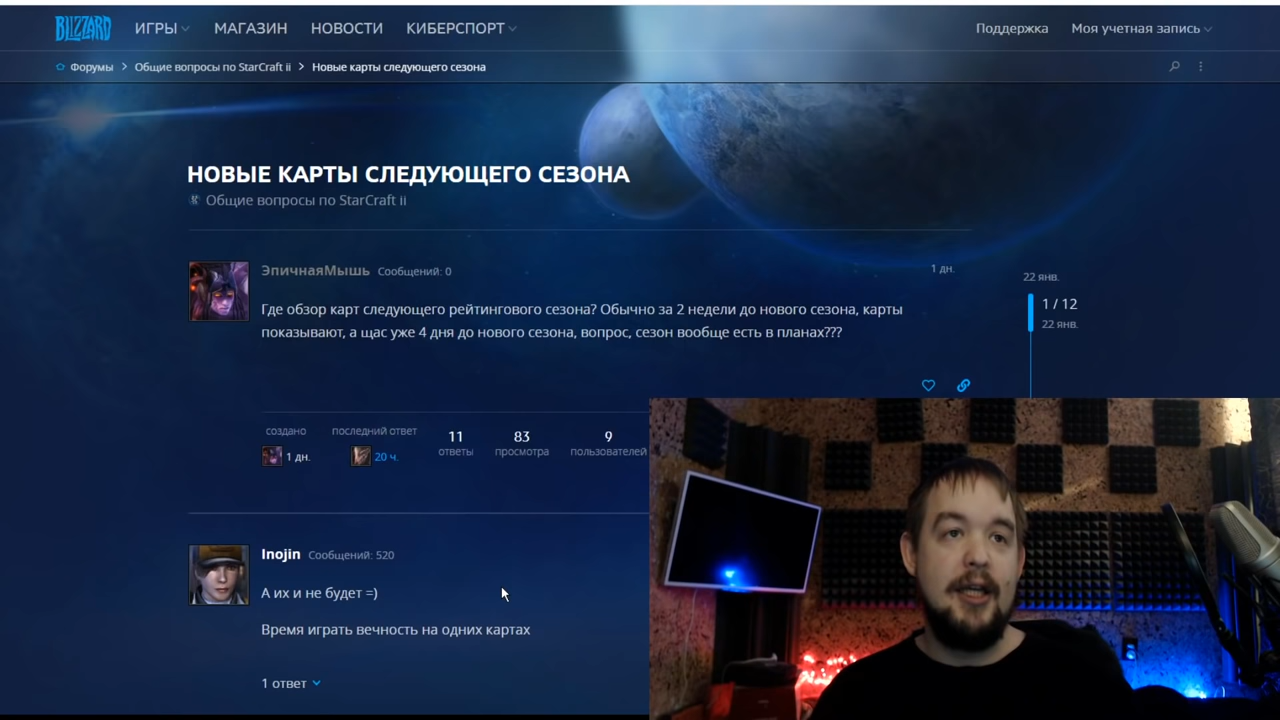 BLIZZARD
ИГРЫ
МАГАЗИН
НОВОСТИ
КИБЕРСПОРТ
Поддержка
Моя учетная запись
Форумы > Общие вопросы по StarCraft ii > Новые карты следующего сезона
НОВЫЕ КАРТЫ СЛЕДУЮЩЕГО СЕЗОНА
Общие вопросы по StarCraft ii
ЭпичнаяМышь Сообщений: 0
1 дн.
Где обзор карт следующего рейтингового сезона? Обычно за 2 недели до нового сезона, карты
показывают, а щас уже 4 дня до нового сезона, вопрос, сезон вообще есть в планах???
22 янв.
1 / 12
22 янв.
создано
1 дн.
последний ответ
20 ч.
11
ответы
83
просмотра
9
пользователей
Inojin Сообщений: 520
А их и не будет =)
Время играть вечность на одних картах
1 ответ